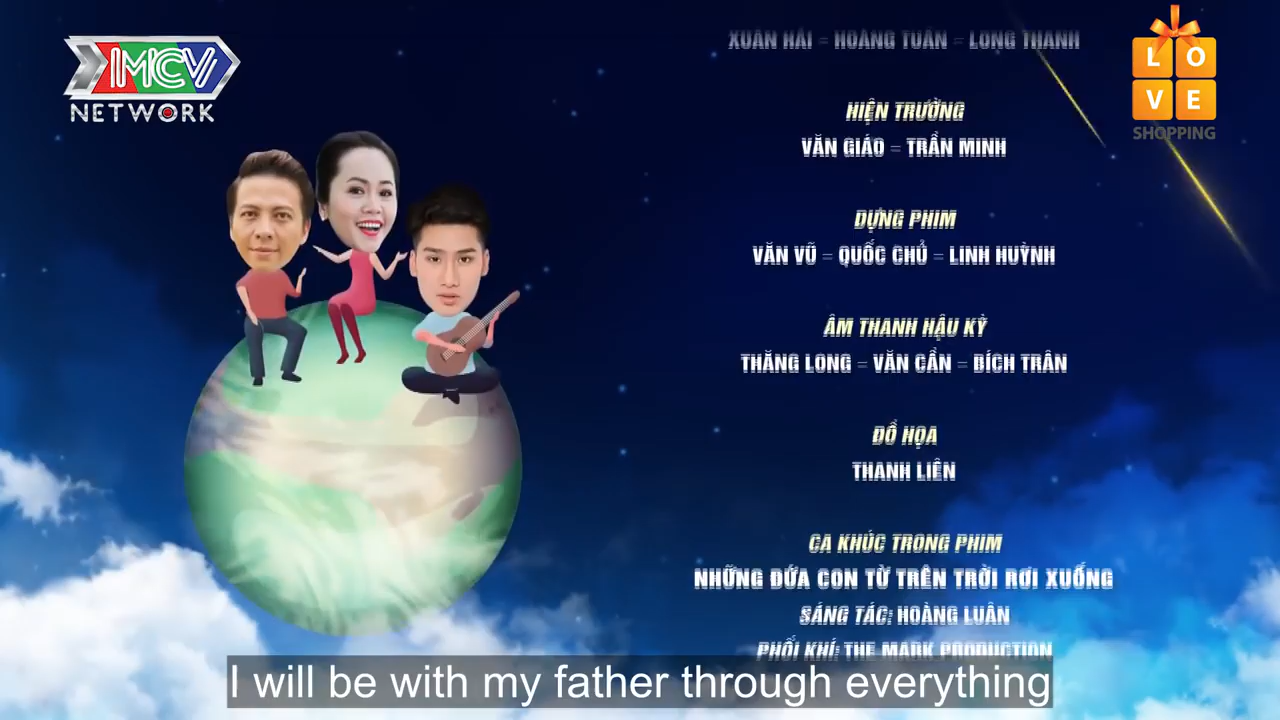 MCV
NETWORK
LOVE
SHOPPING
XUÂN HẢI - HOÀNG TUÂN - LONG THANH
HIỆN TRƯỜNG
VĂN GIÁO - TRẦN MINH
DỰNG PHIM
VĂN VŨ - QUỐC CHỦ - LINH HUỲNH
ÂM THANH HẬU KỲ
THĂNG LONG - VĂN CẦN - BÍCH TRÂN
ĐỒ HỌA
THANH LIÊN
CA KHÚC TRONG PHIM
NHỮNG ĐỨA CON TỪ TRÊN TRỜI RƠI XUỐNG
SÁNG TÁC: HOÀNG LUÂN
PHỐI KHÍ: THE MARK PRODUCTION
I will be with my father through everything